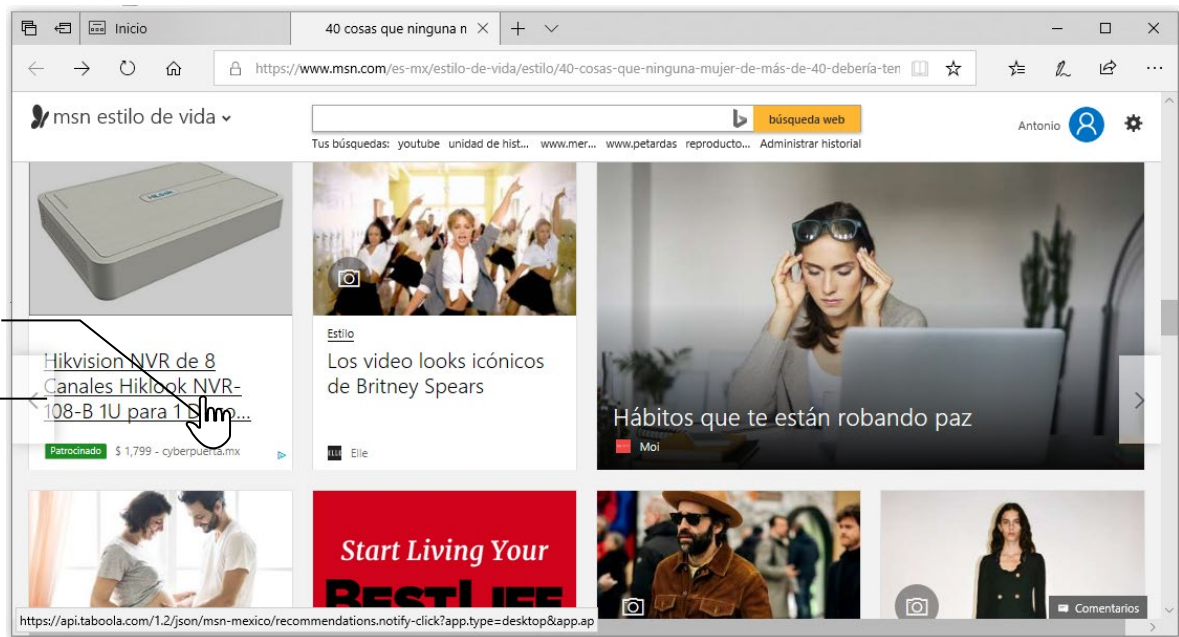 Inicio
40 cosas que ninguna n
https://www.msn.com/es-mx/estilo-de-vida/estilo/40-cosas-que-ninguna-mujer-de-más-de-40-debería-ten
msn estilo de vida
búsqueda web
Antonio
Tus búsquedas: youtube unidad de hist... www.mer... www.petardas reproducto... Administrar historial
Hikvision NVR de 8
Canales Hiklook NVR-
108-B 1U para 1 D
Patrocinado $ 1,799 - cyberpuerta.mx
Estilo
Los video looks icónicos
de Britney Spears
ELLE Elle
Hábitos que te están robando paz
Moi
Start Living Your
BEST LIFE
Comentarios
https://api.taboola.com/1.2/json/msn-mexico/recommendations.notify-click?app.type=desktop&app.ap